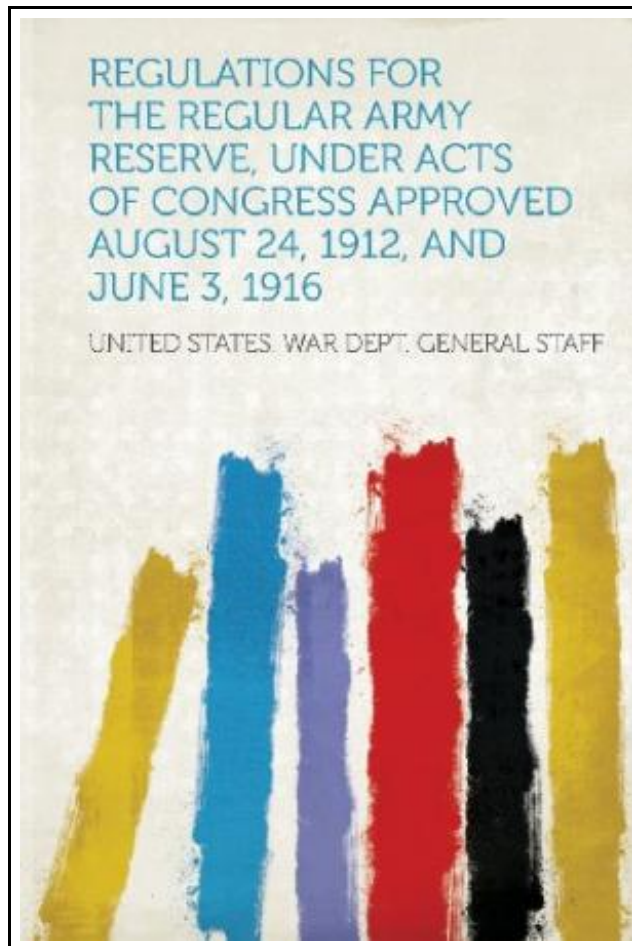 REGULATIONS FOR
THE REGULAR ARMY
RESERVE, UNDER ACTS
OF CONGRESS APPROVED
AUGUST 24, 1912, AND
JUNE 3, 1916
UNITED STATES. WAR DEPT. GENERAL STAFF